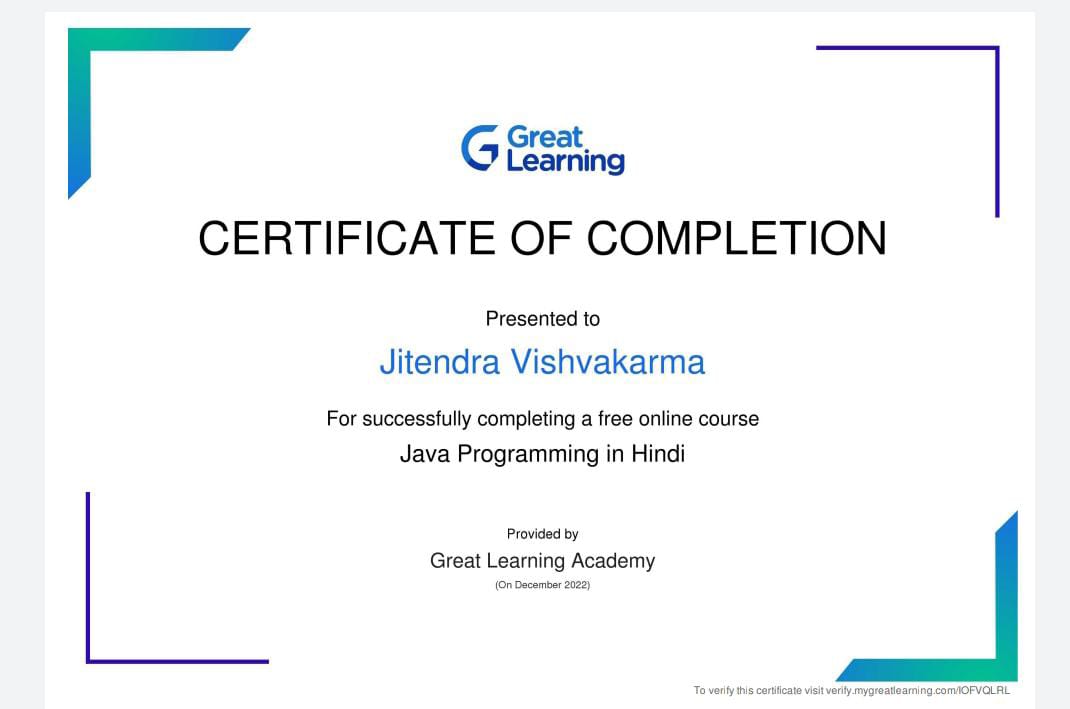 Great
Learning
CERTIFICATE OF COMPLETION
Presented to
Jitendra Vishvakarma
For successfully completing a free online course
Java Programming in Hindi
Provided by
Great Learning Academy
(On December 2022)
To verify this certificate visit verify.mygreatlearning.com/IOFVQLRL